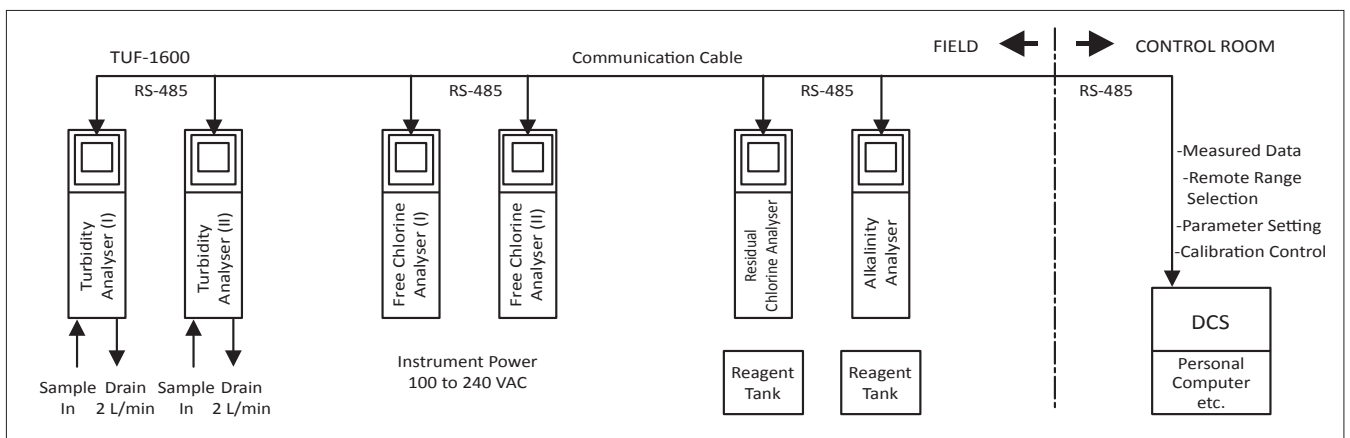 TUF-1600
Communication Cable
FIELD
CONTROL ROOM
RS-485
RS-485
RS-485
RS-485
Turbidity
Analyser (I)
Turbidity
Analyser (II)
Free Chlorine
Analyser (I)
Free Chlorine
Analyser (II)
Residual
Chlorine Analyser
Alkalinity
Analyser
-Measured Data
-Remote Range
Selection
-Parameter Setting
-Calibration Control
DCS
Personal
Computer
etc.
Sample
In
Drain
2 L/min
Sample
In
Drain
2 L/min
Instrument Power
100 to 240 VAC
Reagent
Tank
Reagent
Tank